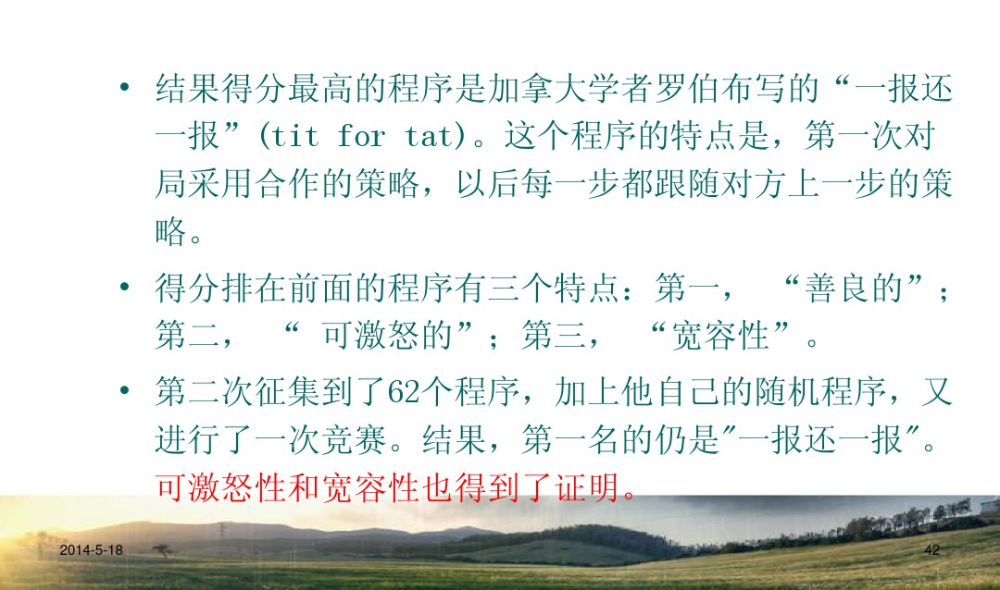 • 结果得分最高的程序是加拿大学者罗伯布写的“一报还
一报”(tit for tat)。这个程序的特点是，第一次对
局采用合作的策略，以后每一步都跟随对方上一步的策
略。
• 得分排在前面的程序有三个特点：第一， “善良的”；
第二， “ 可激怒的”；第三， “宽容性”。
• 第二次征集到了62个程序，加上他自己的随机程序，又
进行了一次竞赛。结果，第一名的仍是"一报还一报"。
可激怒性和宽容性也得到了证明。
2014-5-18
42